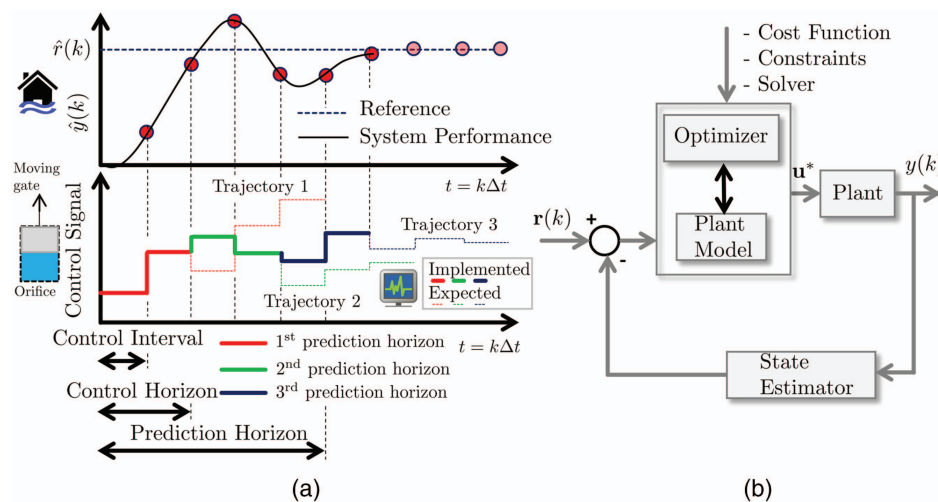 r̂(k)
ŷ(k)
Reference
System Performance
t = kΔt
Moving
gate
Orifice
Control Signal
Trajectory 1
Trajectory 3
Trajectory 2
Implemented
Expected
t = kΔt
Control Interval
1st prediction horizon
2nd prediction horizon
3rd prediction horizon
Control Horizon
Prediction Horizon
(a)
- Cost Function
- Constraints
- Solver
Optimizer
Plant
Model
r(k)
+
-
u*
Plant
y(k)
State
Estimator
(b)